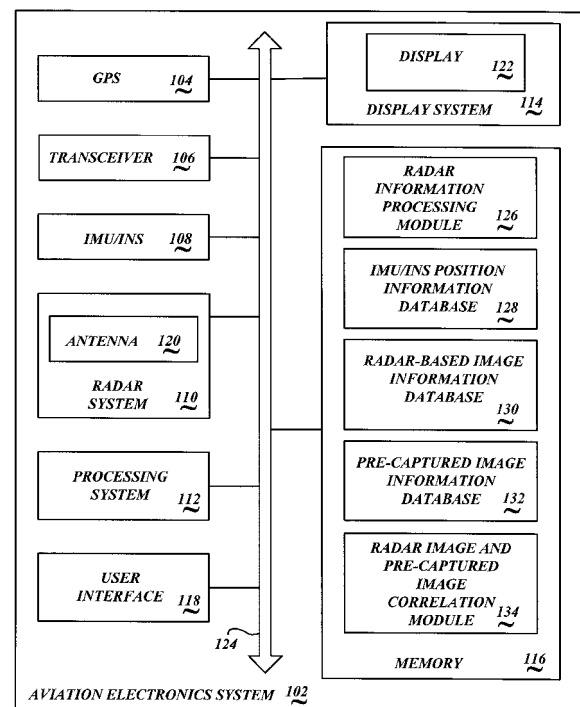 GPS 104
TRANSCEIVER 106
IMU/INS 108
ANTENNA 120
RADAR
SYSTEM 110
PROCESSING
SYSTEM 112
USER
INTERFACE 118
124
DISPLAY
122
DISPLAY SYSTEM 114
RADAR
INFORMATION
PROCESSING
MODULE 126
IMU/INS POSITION
INFORMATION
DATABASE 128
RADAR-BASED IMAGE
INFORMATION
DATABASE 130
PRE-CAPTURED IMAGE
INFORMATION
DATABASE 132
RADAR IMAGE AND
PRE-CAPTURED
IMAGE
CORRELATION
MODULE 134
MEMORY 116
AVIATION ELECTRONICS SYSTEM 102